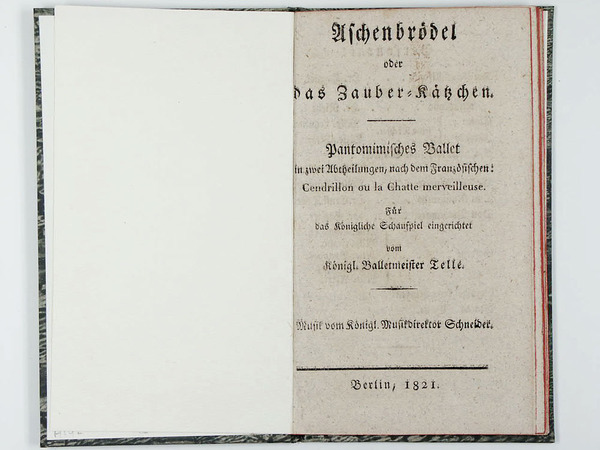 Aſchenbrödel
oder
das Zauber-Kätzchen.
Pantomimiſches Ballet
in zwei Abtheilungen, nach dem Franzöſiſchen:
Cendrillon ou la Chatte merveilleuse.
Für
das Königliche Schauſpiel eingerichtet
vom
Königl. Balletmeiſter Telle.
Muſik vom Königl. Muſikdirektor Schneider.
Berlin, 1821.